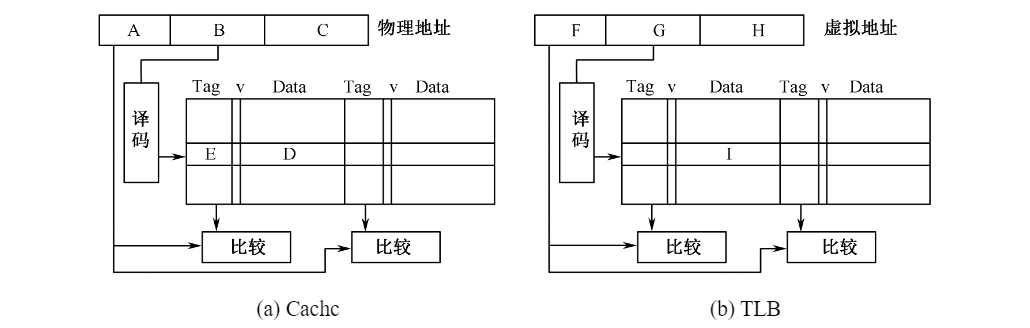 A B C 物理地址
Tag v Data Tag v Data
译码
E D
比较 比较
(a) Cachc
F G H 虚拟地址
Tag v Data Tag v Data
译码
I
比较 比较
(b) TLB